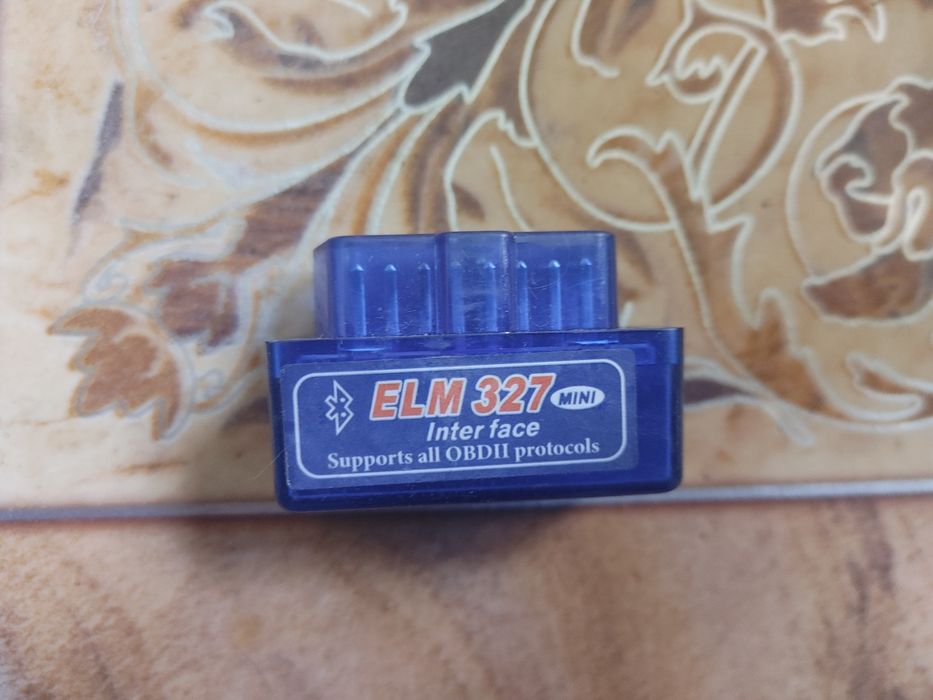 ELM 327 MINI
Inter face
Supports all OBDII protocols